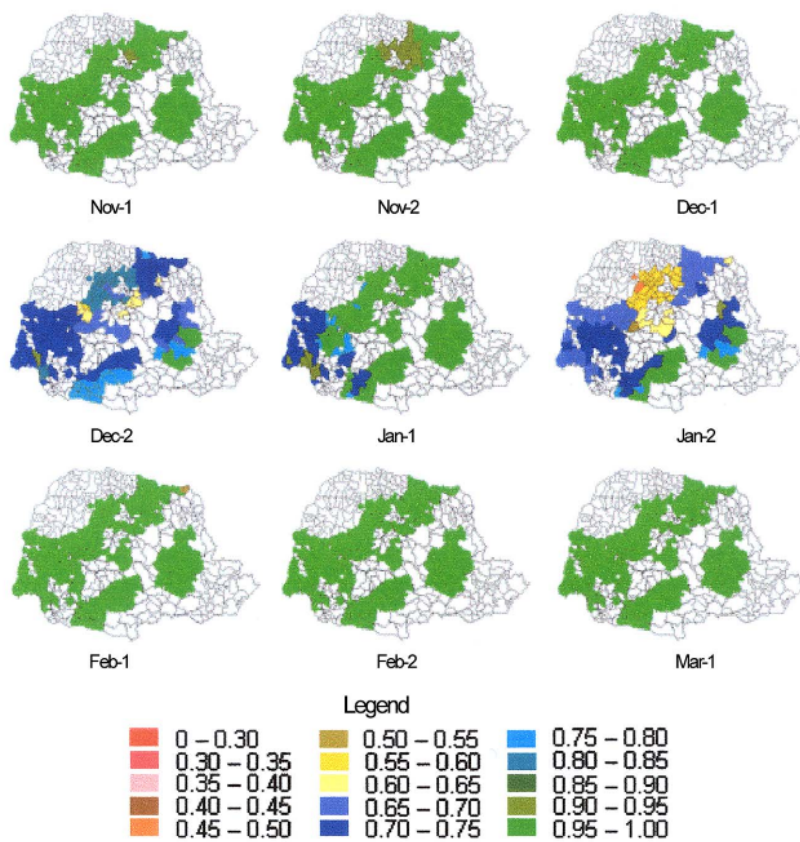 Nov-1 Nov-2 Dec-1
Dec-2 Jan-1 Jan-2
Feb-1 Feb-2 Mar-1
Legend
0 – 0.30 0.50 – 0.55 0.75 – 0.80
0.30 – 0.35 0.55 – 0.60 0.80 – 0.85
0.35 – 0.40 0.60 – 0.65 0.85 – 0.90
0.40 – 0.45 0.65 – 0.70 0.90 – 0.95
0.45 – 0.50 0.70 – 0.75 0.95 – 1.00